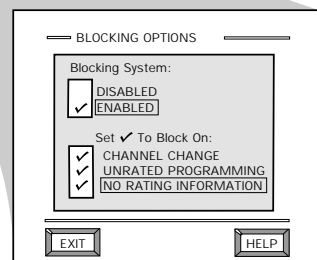 BLOCKING OPTIONS
Blocking System:
DISABLED
✓ ENABLED
Set ✓ To Block On:
✓ CHANNEL CHANGE
✓ UNRATED PROGRAMMING
✓ NO RATING INFORMATION
EXIT HELP